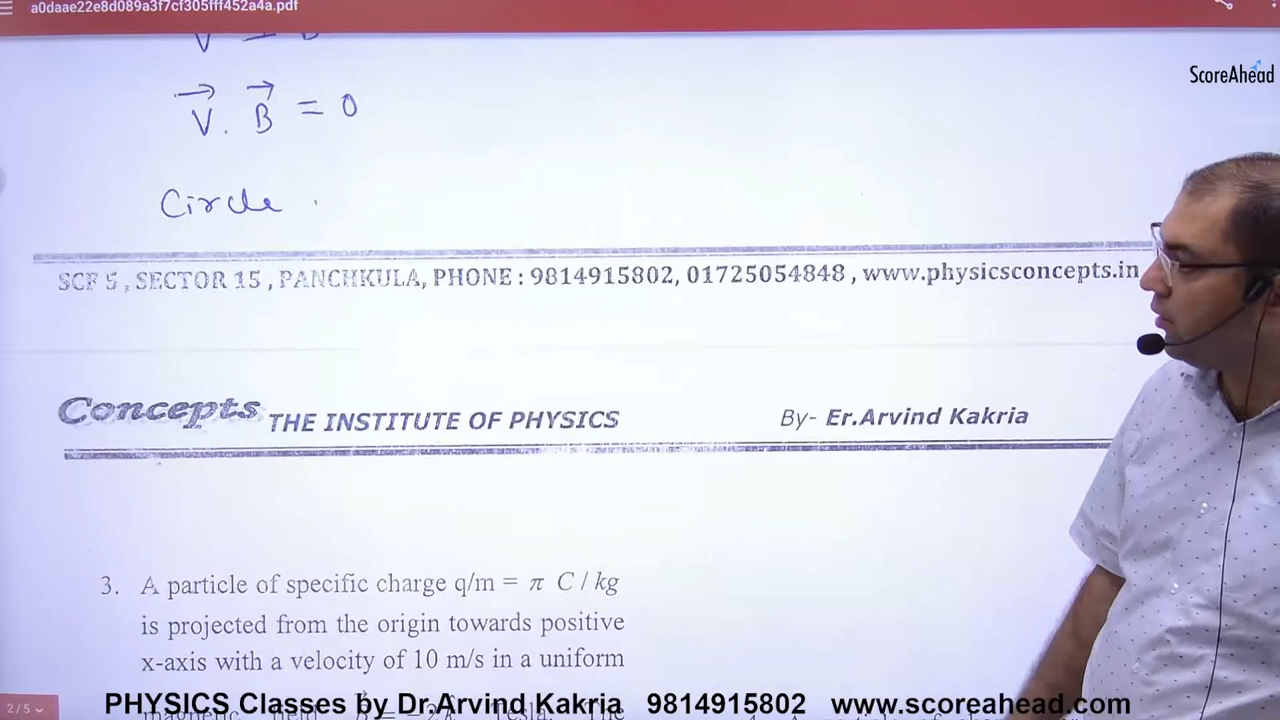 a0daae22e8d089a3f7cf305fff452a4a.pdf
ScoreAhead
V . B = 0
Circle .
SCF 5 , SECTOR 15 , PANCHKULA, PHONE : 9814915802, 01725054848 , www.physicsconcepts.in
Concepts THE INSTITUTE OF PHYSICS By- Er.Arvind Kakria
3. A particle of specific charge q/m = π C / kg
is projected from the origin towards positive
x-axis with a velocity of 10 m/s in a uniform
2/5
PHYSICS Classes by Dr.Arvind Kakria 9814915802 www.scoreahead.com